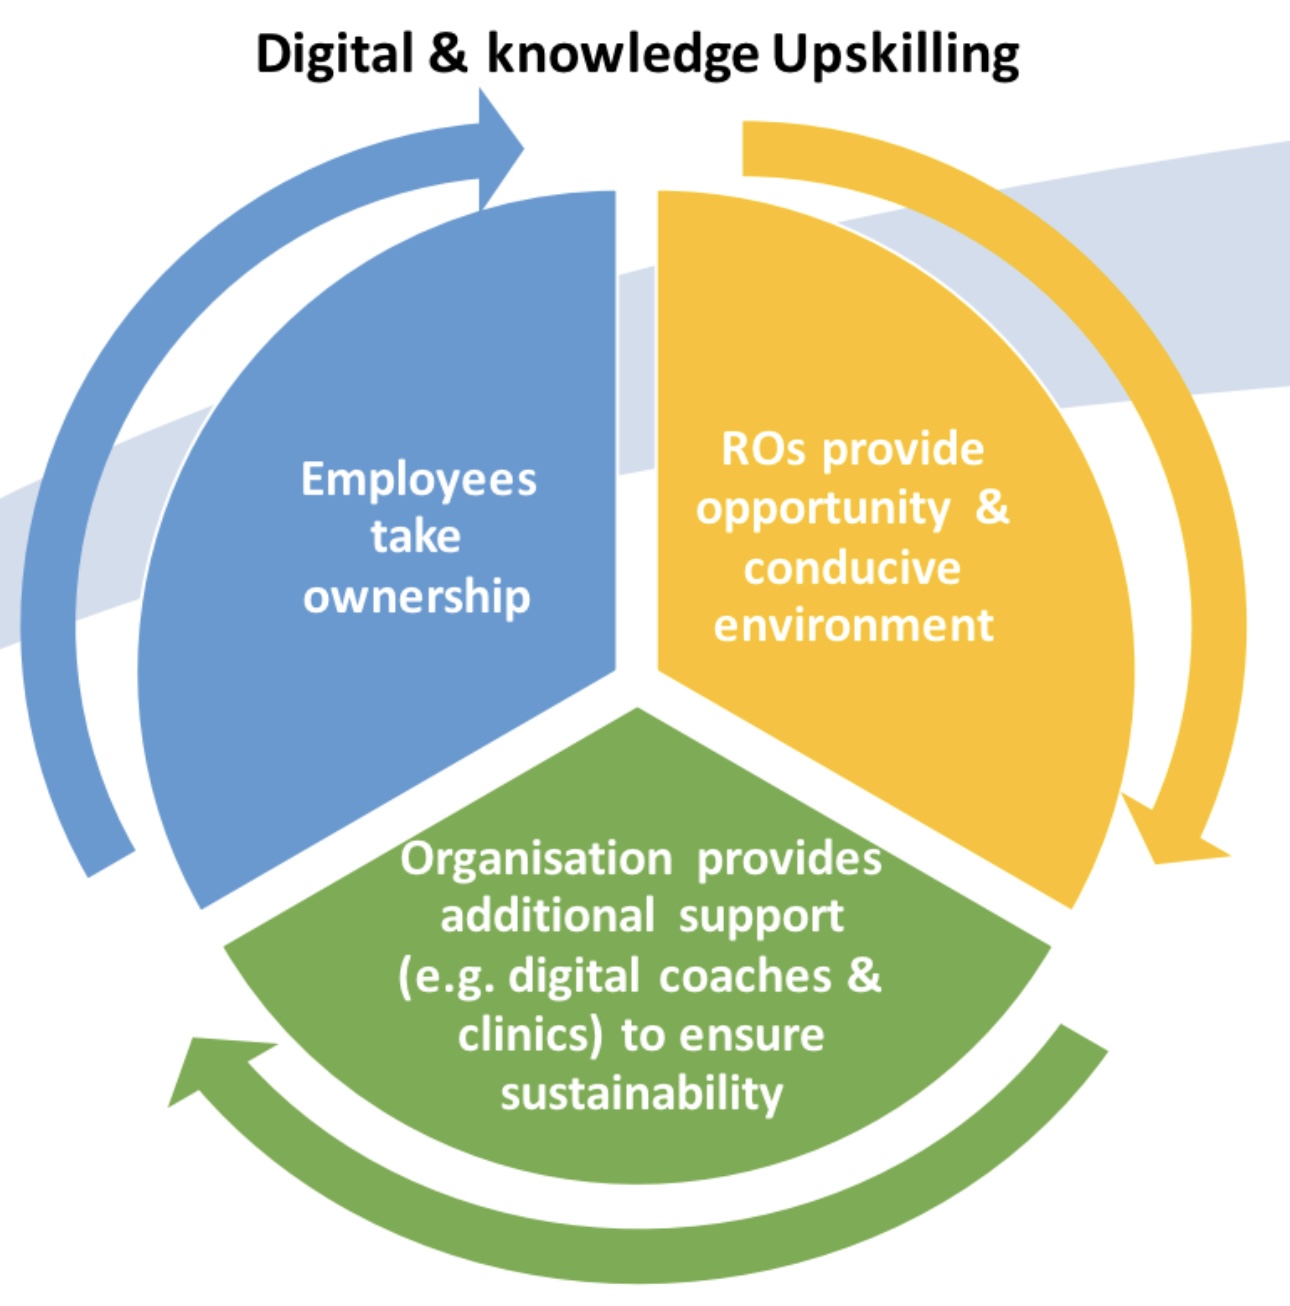 Digital & knowledge Upskilling
Employees
take
ownership
ROs provide
opportunity &
conducive
environment
Organisation provides
additional support
(e.g. digital coaches &
clinics) to ensure
sustainability